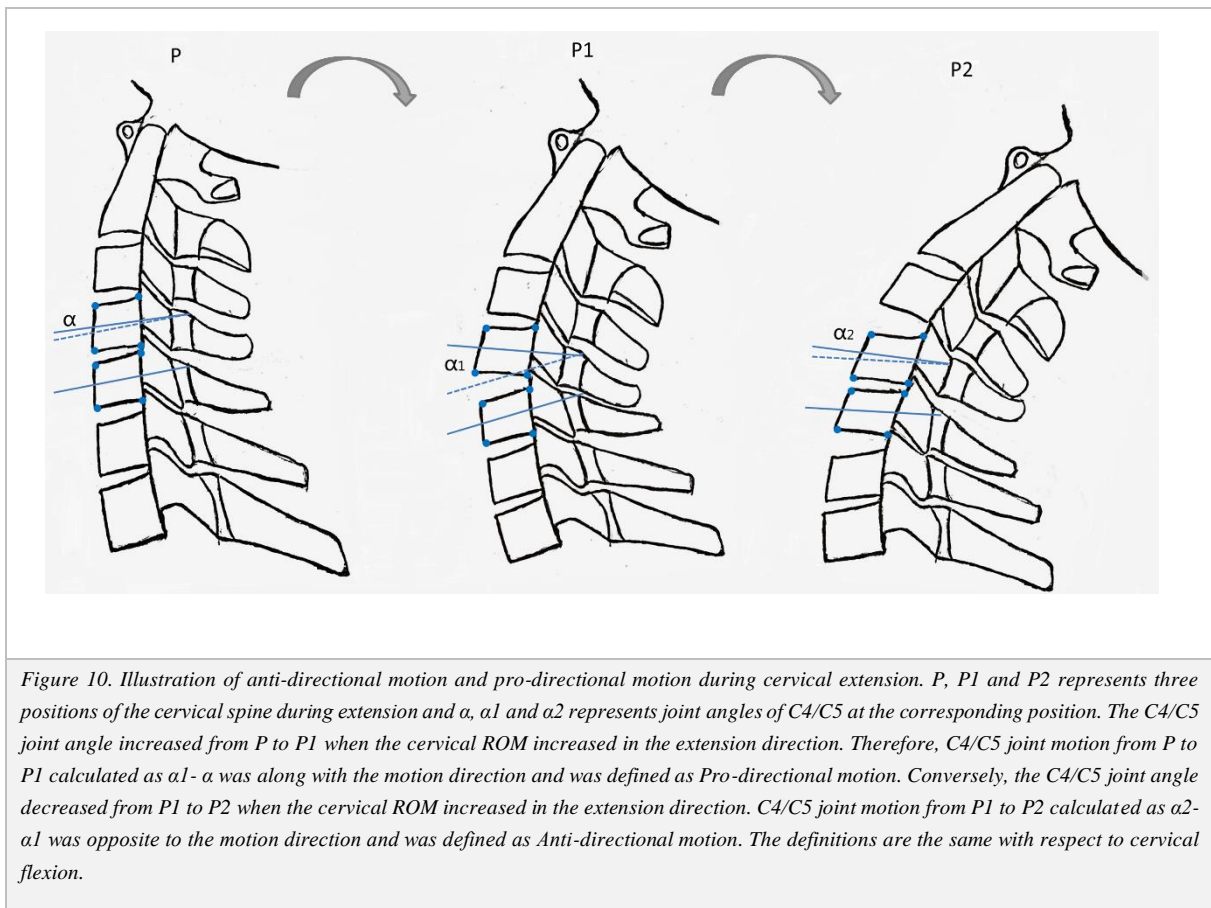 P
P1
P2
α
α1
α2
Figure 10. Illustration of anti-directional motion and pro-directional motion during cervical extension. P, P1 and P2 represents three
positions of the cervical spine during extension and α, α1 and α2 represents joint angles of C4/C5 at the corresponding position. The C4/C5
joint angle increased from P to P1 when the cervical ROM increased in the extension direction. Therefore, C4/C5 joint motion from P to
P1 calculated as α1- α was along with the motion direction and was defined as Pro-directional motion. Conversely, the C4/C5 joint angle
decreased from P1 to P2 when the cervical ROM increased in the extension direction. C4/C5 joint motion from P1 to P2 calculated as α2-
α1 was opposite to the motion direction and was defined as Anti-directional motion. The definitions are the same with respect to cervical
flexion.